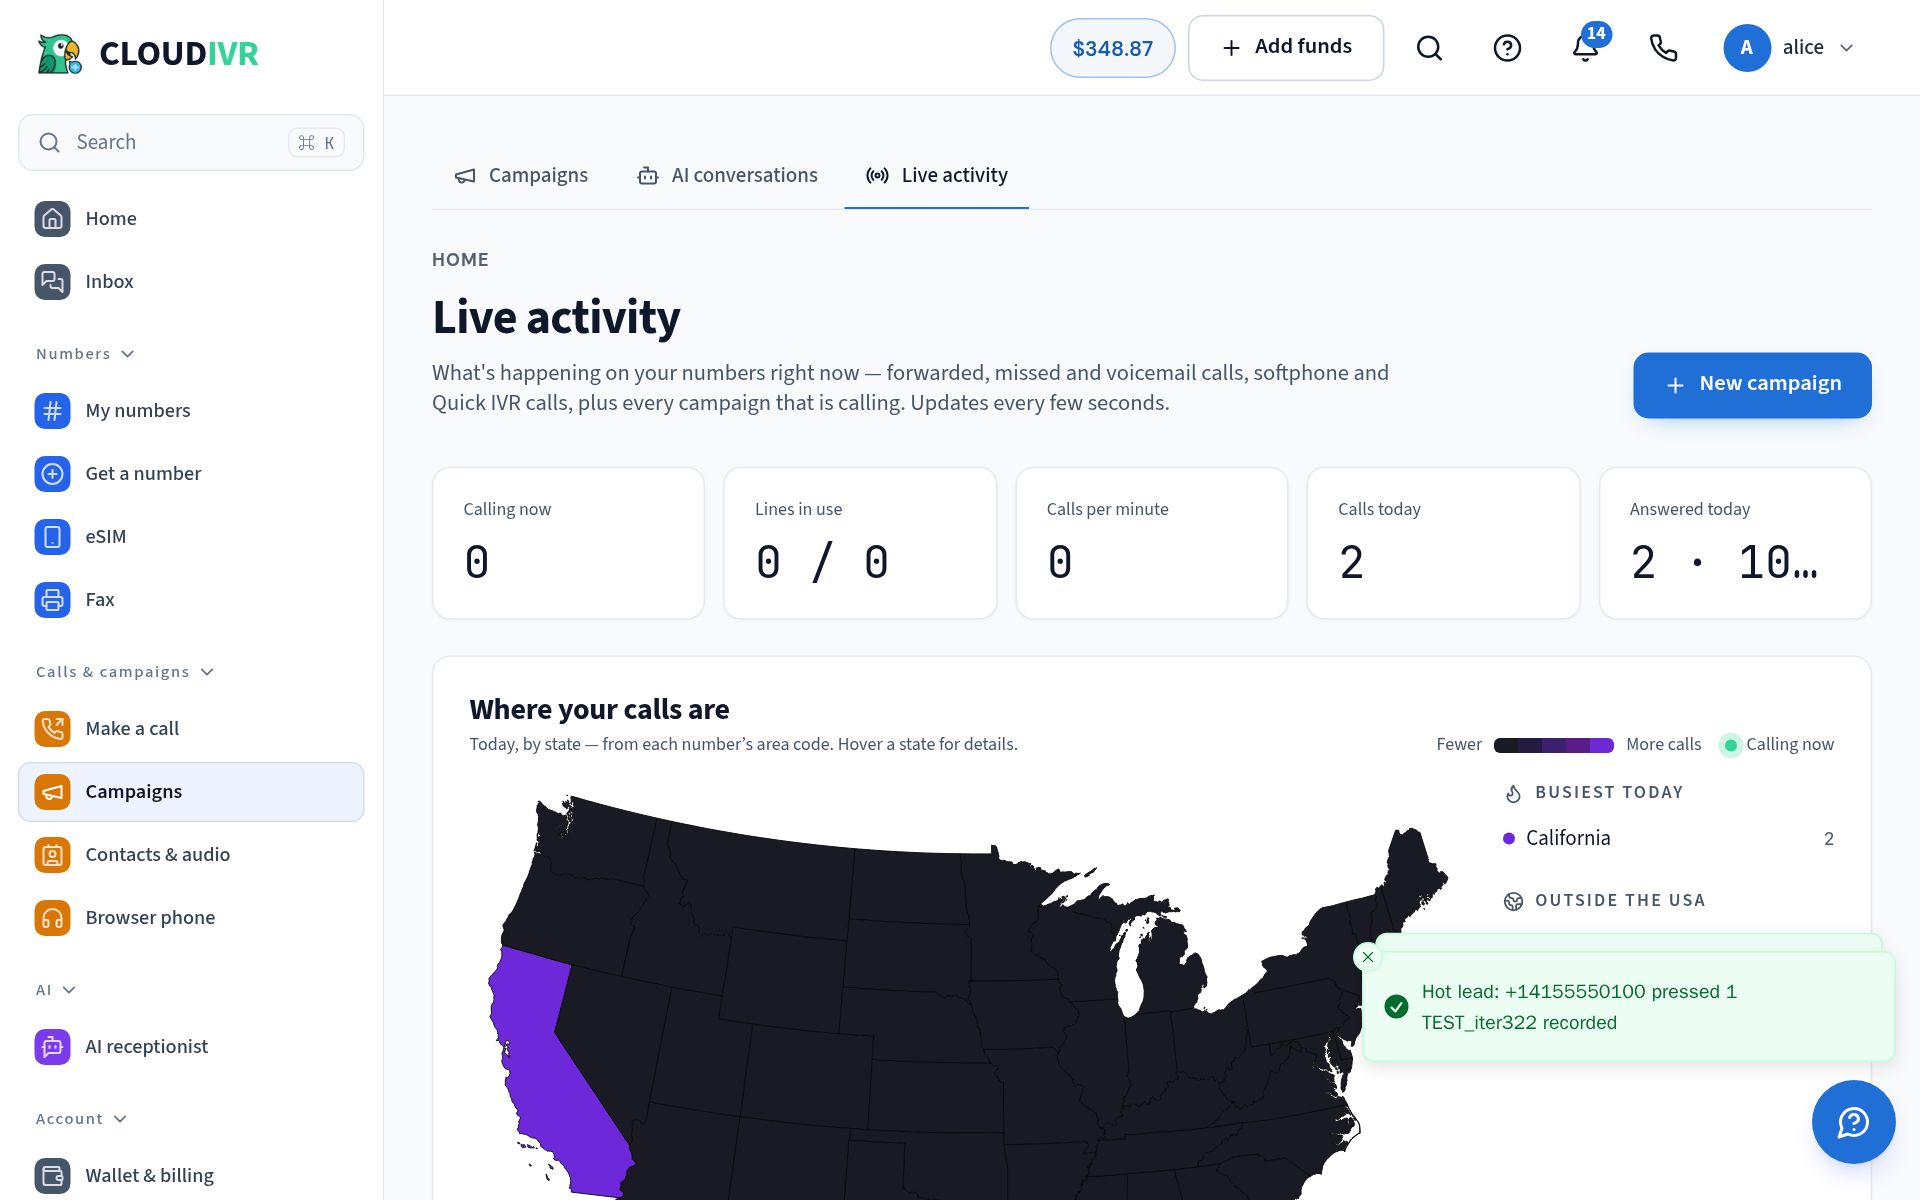 CLOUDIVR
$348.87
Add funds
14
A
alice
Search
⌘ K
Home
Inbox
Numbers
My numbers
Get a number
eSIM
Fax
Calls & campaigns
Make a call
Campaigns
Contacts & audio
Browser phone
AI
AI receptionist
Account
Wallet & billing
Campaigns
AI conversations
Live activity
HOME
Live activity
What's happening on your numbers right now — forwarded, missed and voicemail calls, softphone and
Quick IVR calls, plus every campaign that is calling. Updates every few seconds.
New campaign
Calling now
0
Lines in use
0 / 0
Calls per minute
0
Calls today
2
Answered today
2 · 10…
Where your calls are
Today, by state — from each number’s area code. Hover a state for details.
Fewer
More calls
Calling now
BUSIEST TODAY
California
2
OUTSIDE THE USA
Hot lead: +14155550100 pressed 1
TEST_iter322 recorded